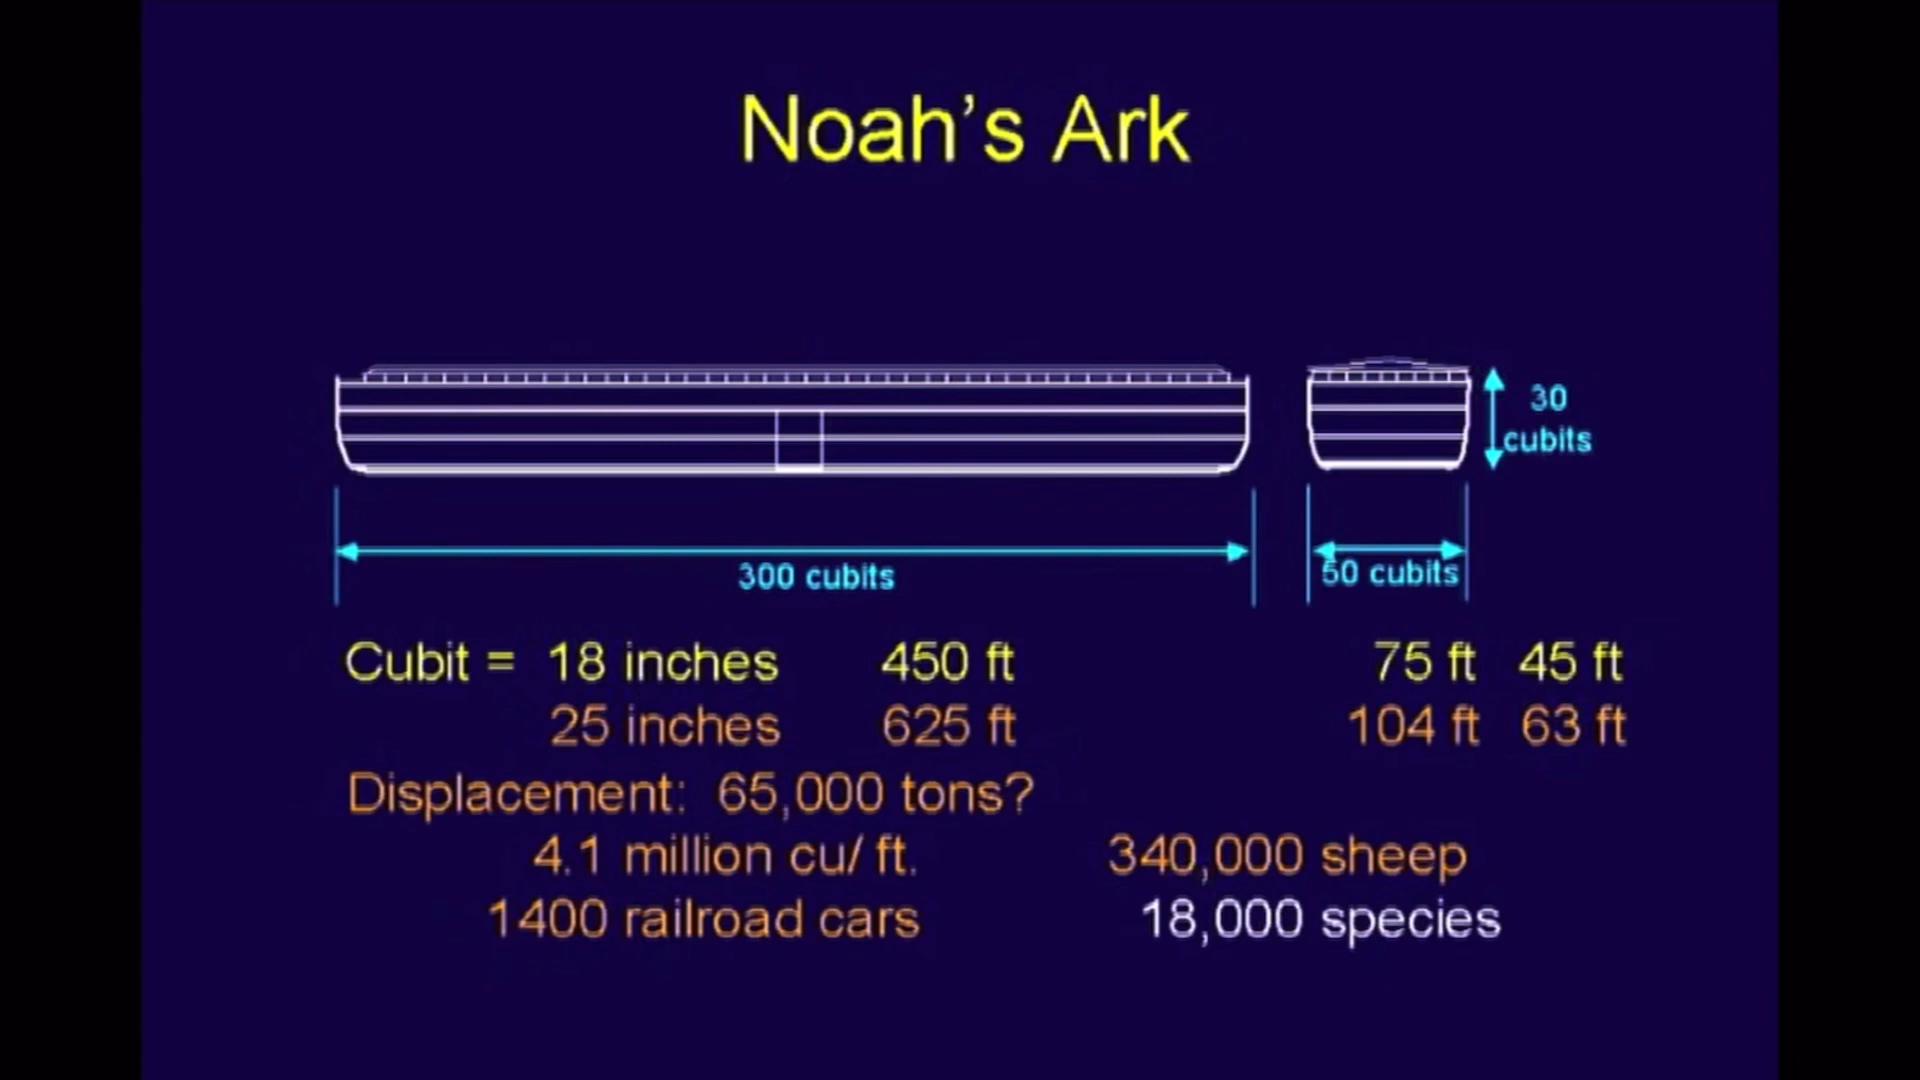 Noah's Ark
30
cubits
300 cubits
50 cubits
Cubit = 18 inches 450 ft 75 ft 45 ft
25 inches 625 ft 104 ft 63 ft
Displacement: 65,000 tons?
4.1 million cu/ ft. 340,000 sheep
1400 railroad cars 18,000 species